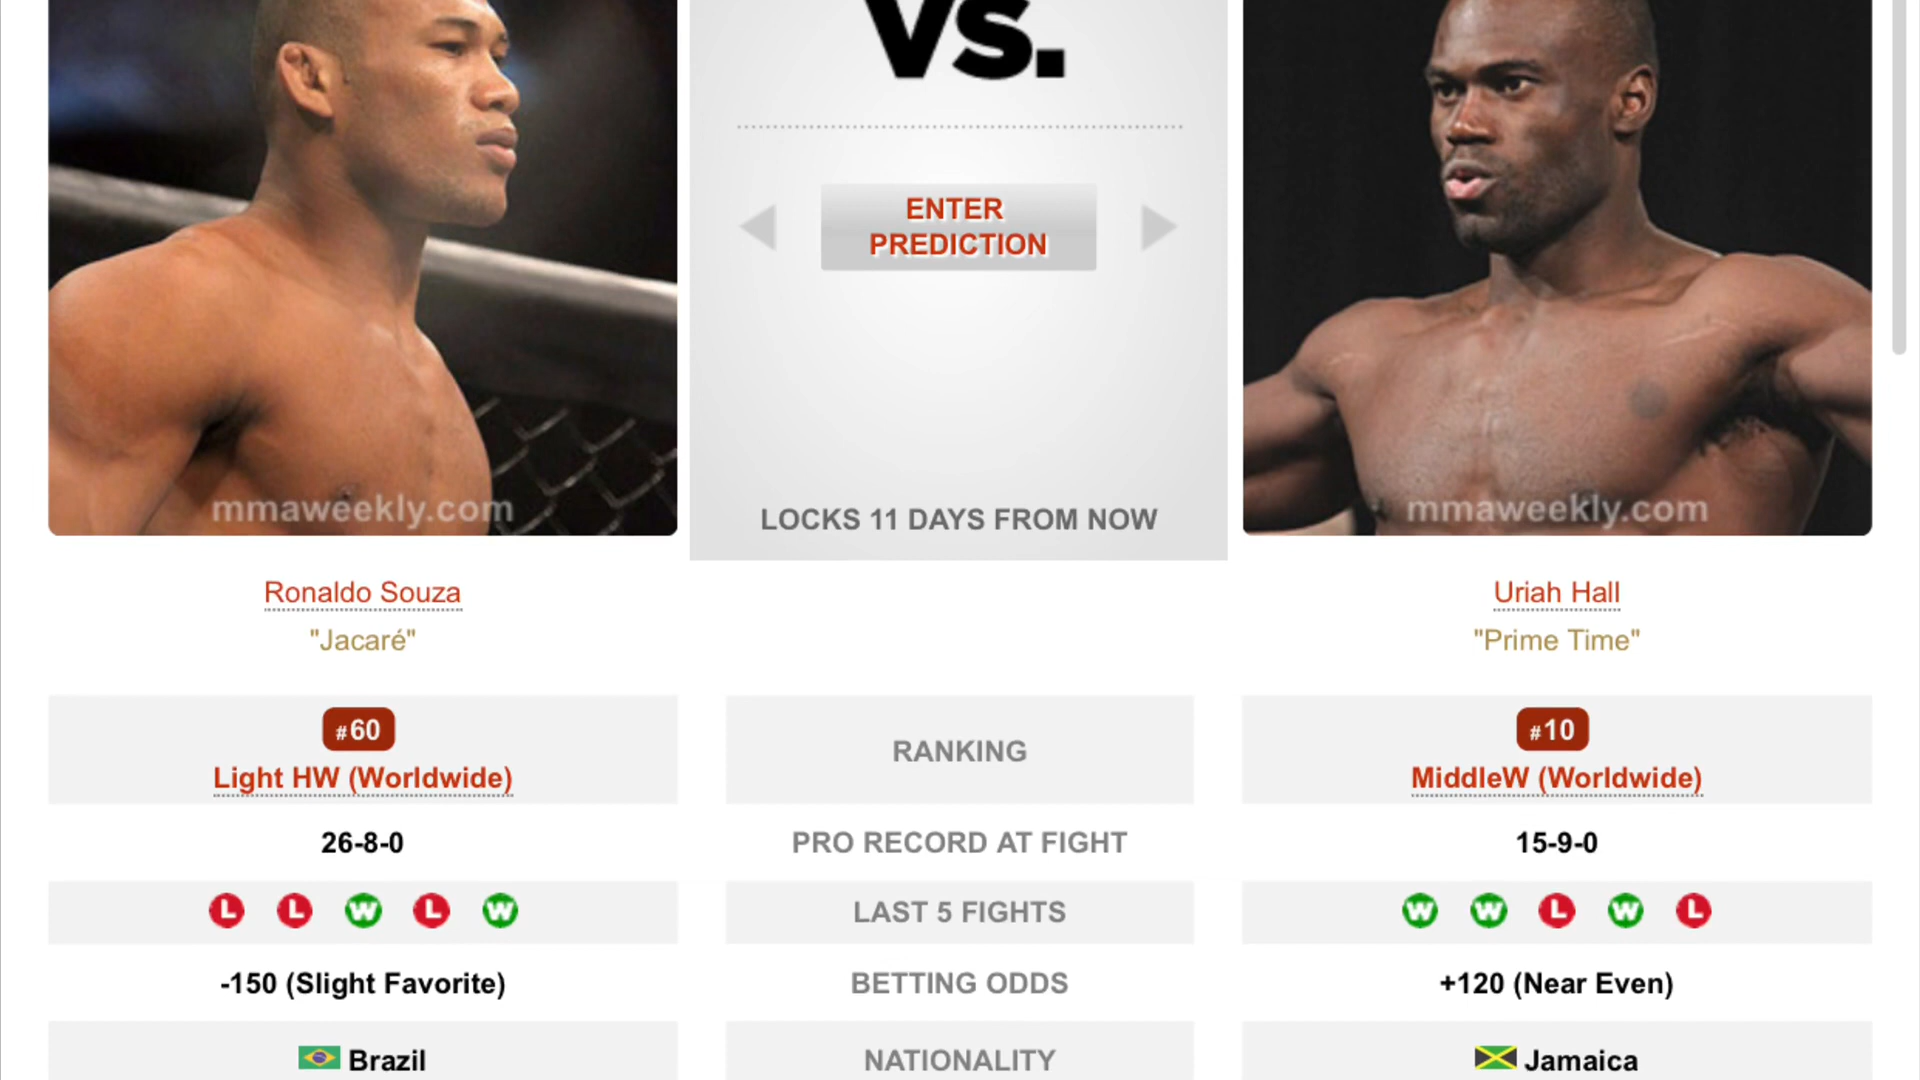 VS.
ENTER
PREDICTION
LOCKS 11 DAYS FROM NOW
mmaweekly.com
mmaweekly.com
Ronaldo Souza
"Jacaré"
Uriah Hall
"Prime Time"
#60
Light HW (Worldwide)
RANKING
#10
MiddleW (Worldwide)
26-8-0
PRO RECORD AT FIGHT
15-9-0
L L W L W
LAST 5 FIGHTS
W W L W L
-150 (Slight Favorite)
BETTING ODDS
+120 (Near Even)
Brazil
NATIONALITY
Jamaica